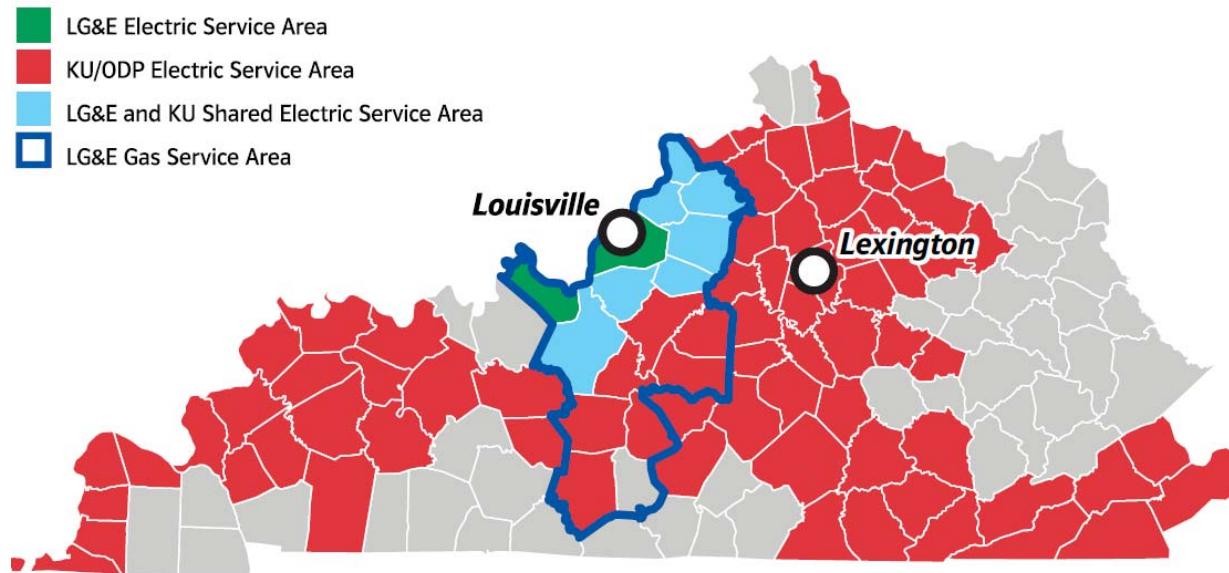 LG&E Electric Service Area
KU/ODP Electric Service Area
LG&E and KU Shared Electric Service Area
LG&E Gas Service Area
Louisville
Lexington